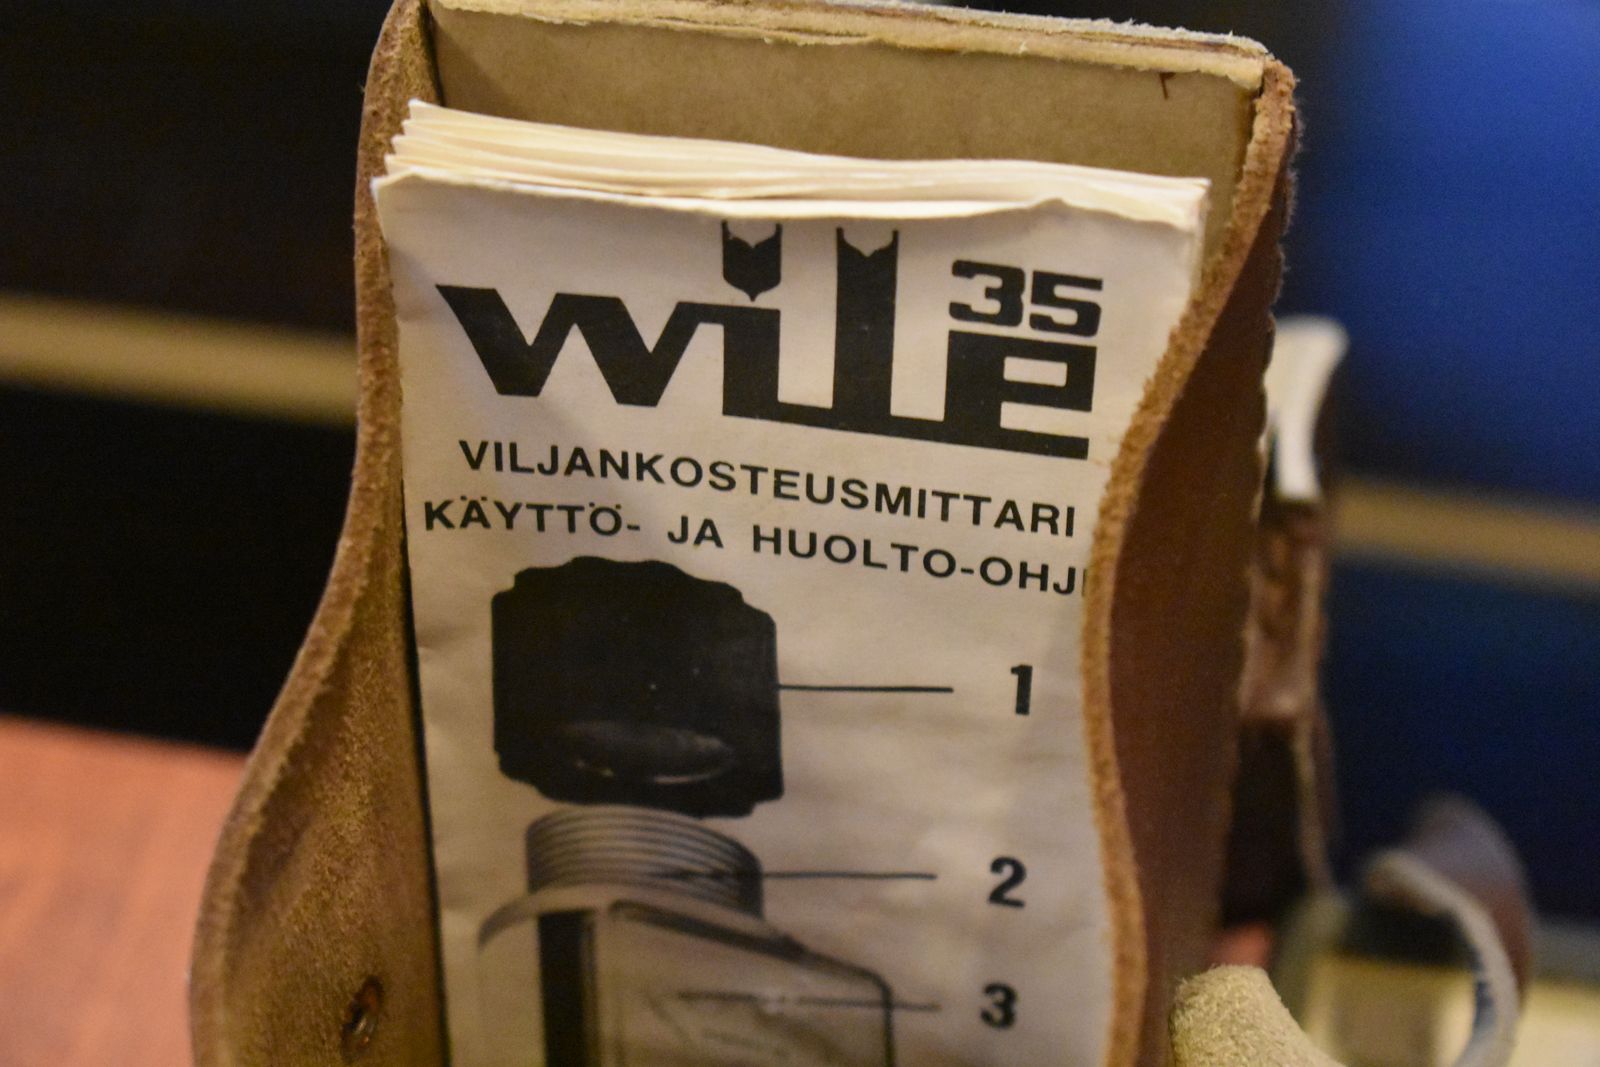 wile 35
VILJANKOSTEUSMITTARI
KÄYTTÖ- JA HUOLTO-OHJ
1
2
3